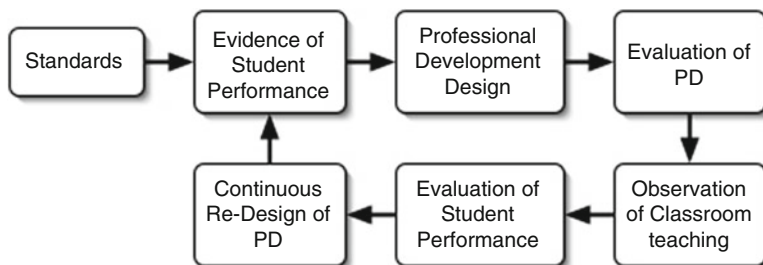 Standards
Evidence of
Student
Performance
Professional
Development
Design
Evaluation of
PD
Observation
of Classroom
teaching
Evaluation of
Student
Performance
Continuous
Re-Design of
PD